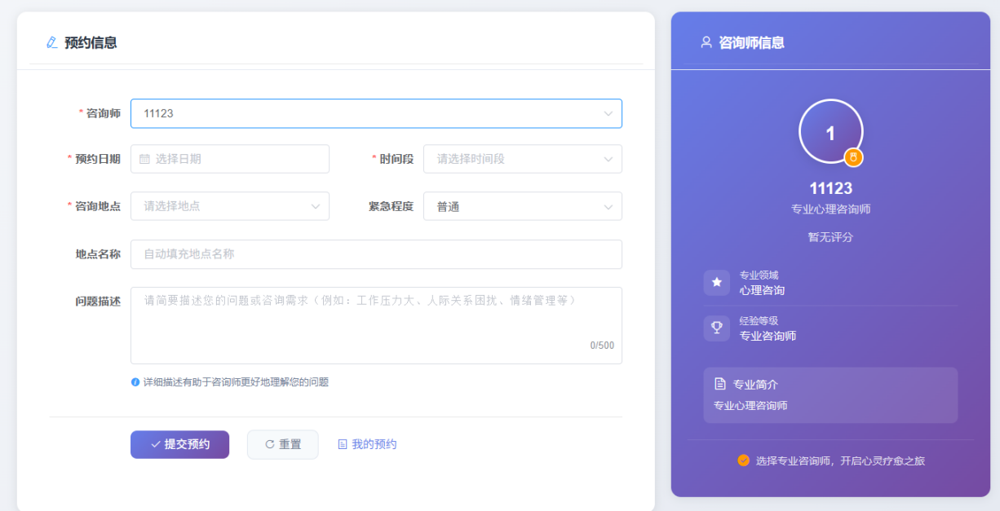 预约信息
* 咨询师 11123
* 预约日期 选择日期 * 时间段 请选择时间段
* 咨询地点 请选择地点 紧急程度 普通
地点名称 自动填充地点名称
问题描述 请简要描述您的问题或咨询需求（例如：工作压力大、人际关系困扰、情绪管理等）
0/500
详细描述有助于咨询师更好地理解您的问题
提交预约 重置 我的预约
咨询师信息
1
11123
专业心理咨询师
暂无评分
专业领域
心理咨询
经验等级
专业咨询师
专业简介
专业心理咨询师
选择专业咨询师，开启心灵疗愈之旅